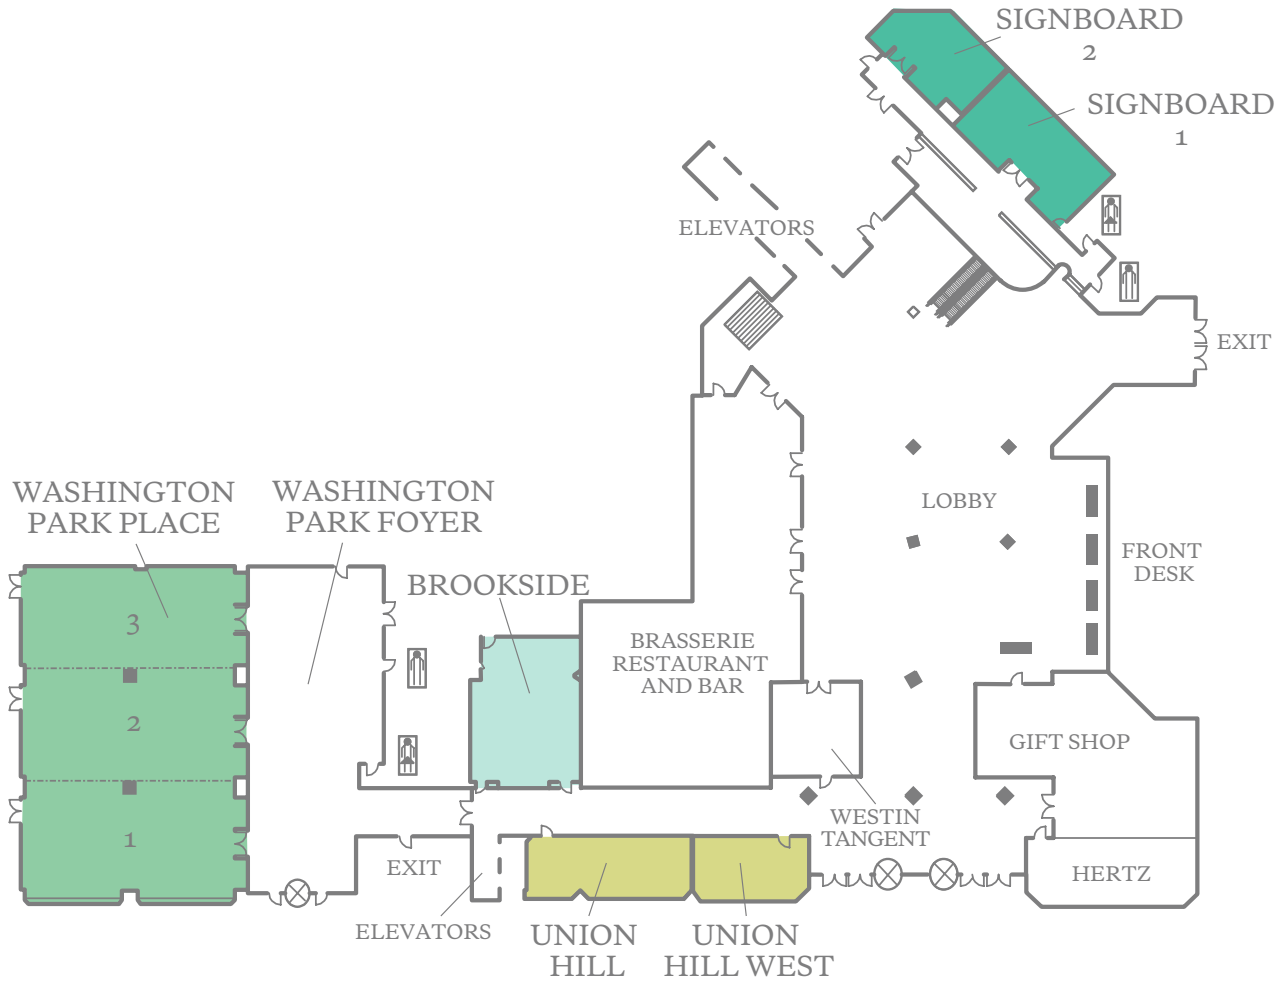 SIGNBOARD
2
SIGNBOARD
1
ELEVATORS
EXIT
WASHINGTON
PARK PLACE
WASHINGTON
PARK FOYER
LOBBY
FRONT
DESK
BROOKSIDE
3
BRASSERIE
RESTAURANT
AND BAR
2
GIFT SHOP
WESTIN
TANGENT
1
EXIT
HERTZ
ELEVATORS
UNION
HILL
UNION
HILL WEST